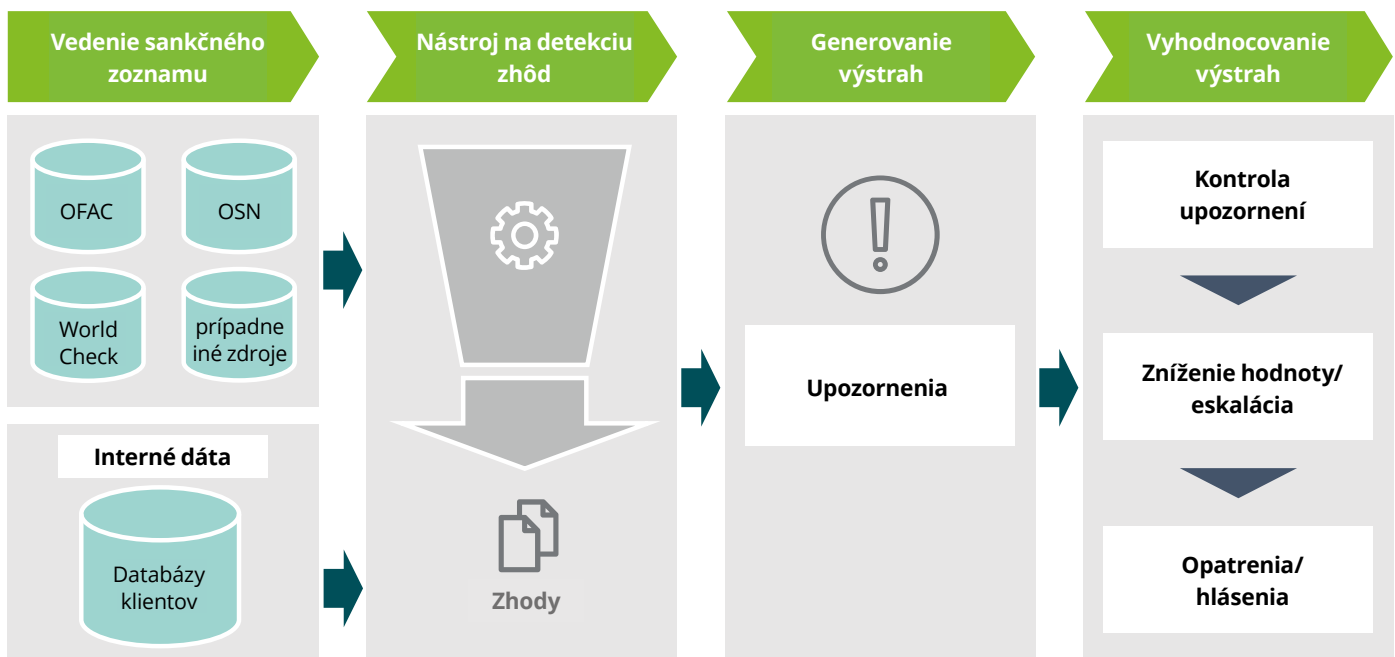 Vedenie sankčného
zoznamu
Nástroj na detekciu
zhôd
Generovanie
výstrah
Vyhodnocovanie
výstrah
OFAC
OSN
World
Check
prípadne
iné zdroje
Interné dáta
Databázy
klientov
Zhody
Upozornenia
Kontrola
upozornení
Zníženie hodnoty/
eskalácia
Opatrenia/
hlásenia